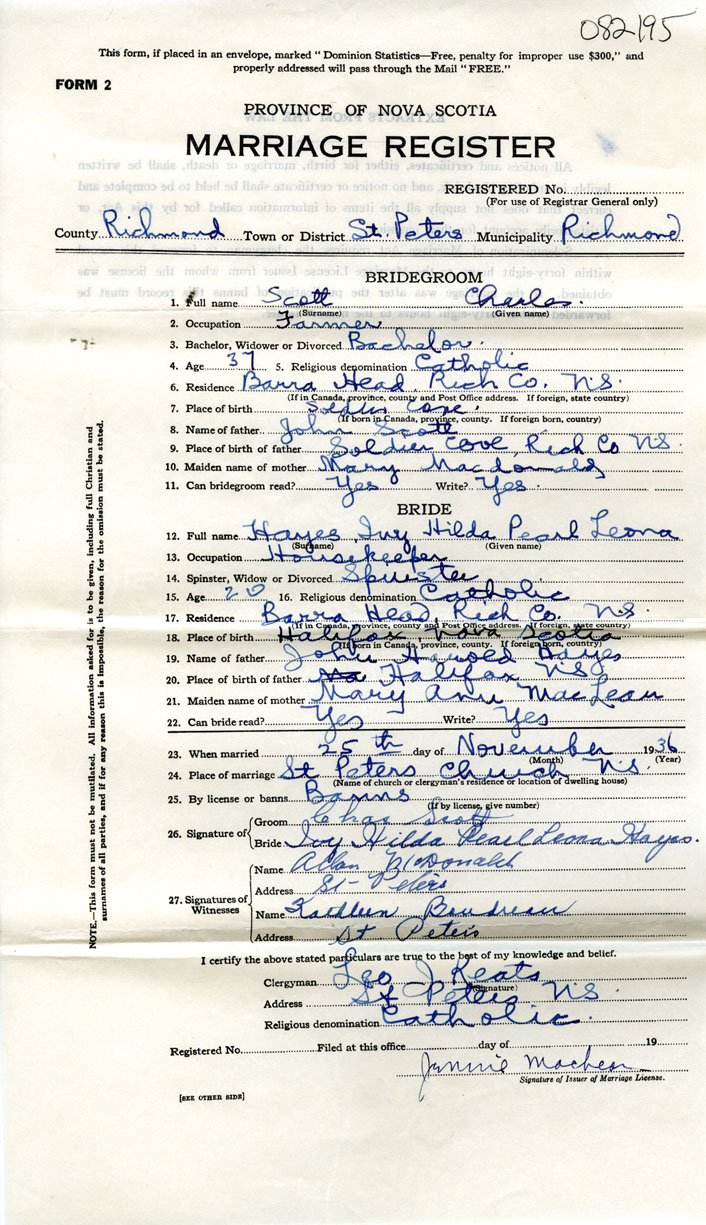 082195
This form, if placed in an envelope, marked "Dominion Statistics—Free, penalty for improper use $300," and
properly addressed will pass through the Mail "FREE."
FORM 2
PROVINCE OF NOVA SCOTIA
MARRIAGE REGISTER
REGISTERED No.
(For use of Registrar General only)
County Richmond Town or District St. Peters Municipality Richmond
BRIDEGROOM
1. Full name Scott Charles.
(Surname) (Given name)
2. Occupation Farmer
3. Bachelor, Widower or Divorced Bachelor.
4. Age 37 5. Religious denomination Catholic
6. Residence Barra Head, Rich Co. N.S.
(If in Canada, province, county and Post Office address. If foreign, state country)
7. Place of birth Soldier Cove.
(If born in Canada, province, county. If foreign born, country)
8. Name of father John Scott
9. Place of birth of father Soldier Cove, Rich Co N.S.
10. Maiden name of mother Mary Macdonald
11. Can bridegroom read? Yes Write? Yes.
BRIDE
12. Full name Hayes Ivy Hilda Pearl Leona
(Surname) (Given name)
13. Occupation Housekeeper
14. Spinster, Widow or Divorced Spinster
15. Age 20 16. Religious denomination Catholic
17. Residence Barra Head, Rich Co. N.S.
(If in Canada, province, county and Post Office address. If foreign, state country)
18. Place of birth Halifax, Nova Scotia
(If born in Canada, province, county. If foreign born, country)
19. Name of father John Harold Hayes
20. Place of birth of father Halifax NS
21. Maiden name of mother Mary Ann MacLean
22. Can bride read? Yes Write? Yes
23. When married 25th day of November 1936
(Month) (Year)
24. Place of marriage St Peters Church N.S.
(Name of church or clergyman's residence or location of dwelling house)
25. By license or banns Banns
(If by license, give number)
26. Signature of Groom Chas Scott
Bride Ivy Hilda Pearl Leona Hayes.
27. Signatures of Witnesses Name Allan McDonald
Address St- Peters
Name Kathleen Boudreau
Address St Peters
I certify the above stated particulars are true to the best of my knowledge and belief.
Clergyman Leo J Keats
(Signature)
Address St Peters N.S.
Religious denomination Catholic.
Registered No. Filed at this office day of 19
Jennie
Signature of Issuer of Marriage License.
[SEE OTHER SIDE]
NOTE.—This form must not be mutilated. All information asked for is to be given, including full Christian and
surnames of all parties, and if for any reason this is impossible, the reason for the omission must be stated.